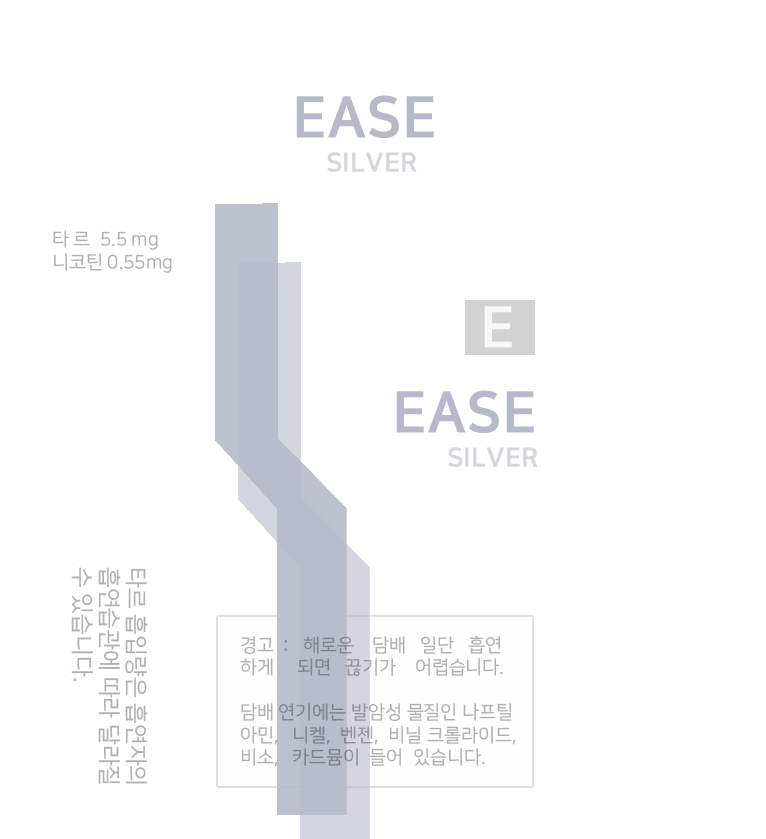 EASE
SILVER
타르 5.5 mg
니코틴 0.55mg
E
EASE
SILVER
타르 흡입량은 흡연자의
흡연습관에 따라 달라질
수 있습니다.
경고 : 해로운 담배 일단 흡연
하게 되면 끊기가 어렵습니다.
담배 연기에는 발암성 물질인 나프틸
아민, 니켈, 벤젠, 비닐 크롤라이드,
비소, 카드뮴이 들어 있습니다.